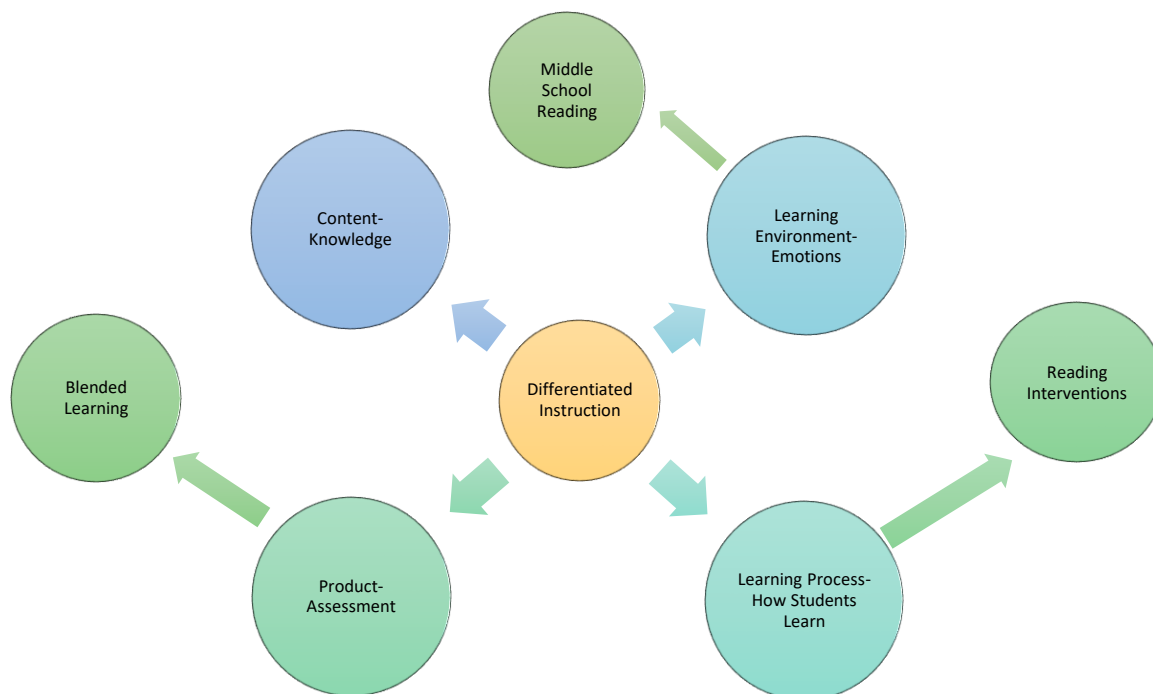 Middle
School
Reading
Content-
Knowledge
Learning
Environment-
Emotions
Blended
Learning
Differentiated
Instruction
Reading
Interventions
Product-
Assessment
Learning Process-
How Students
Learn